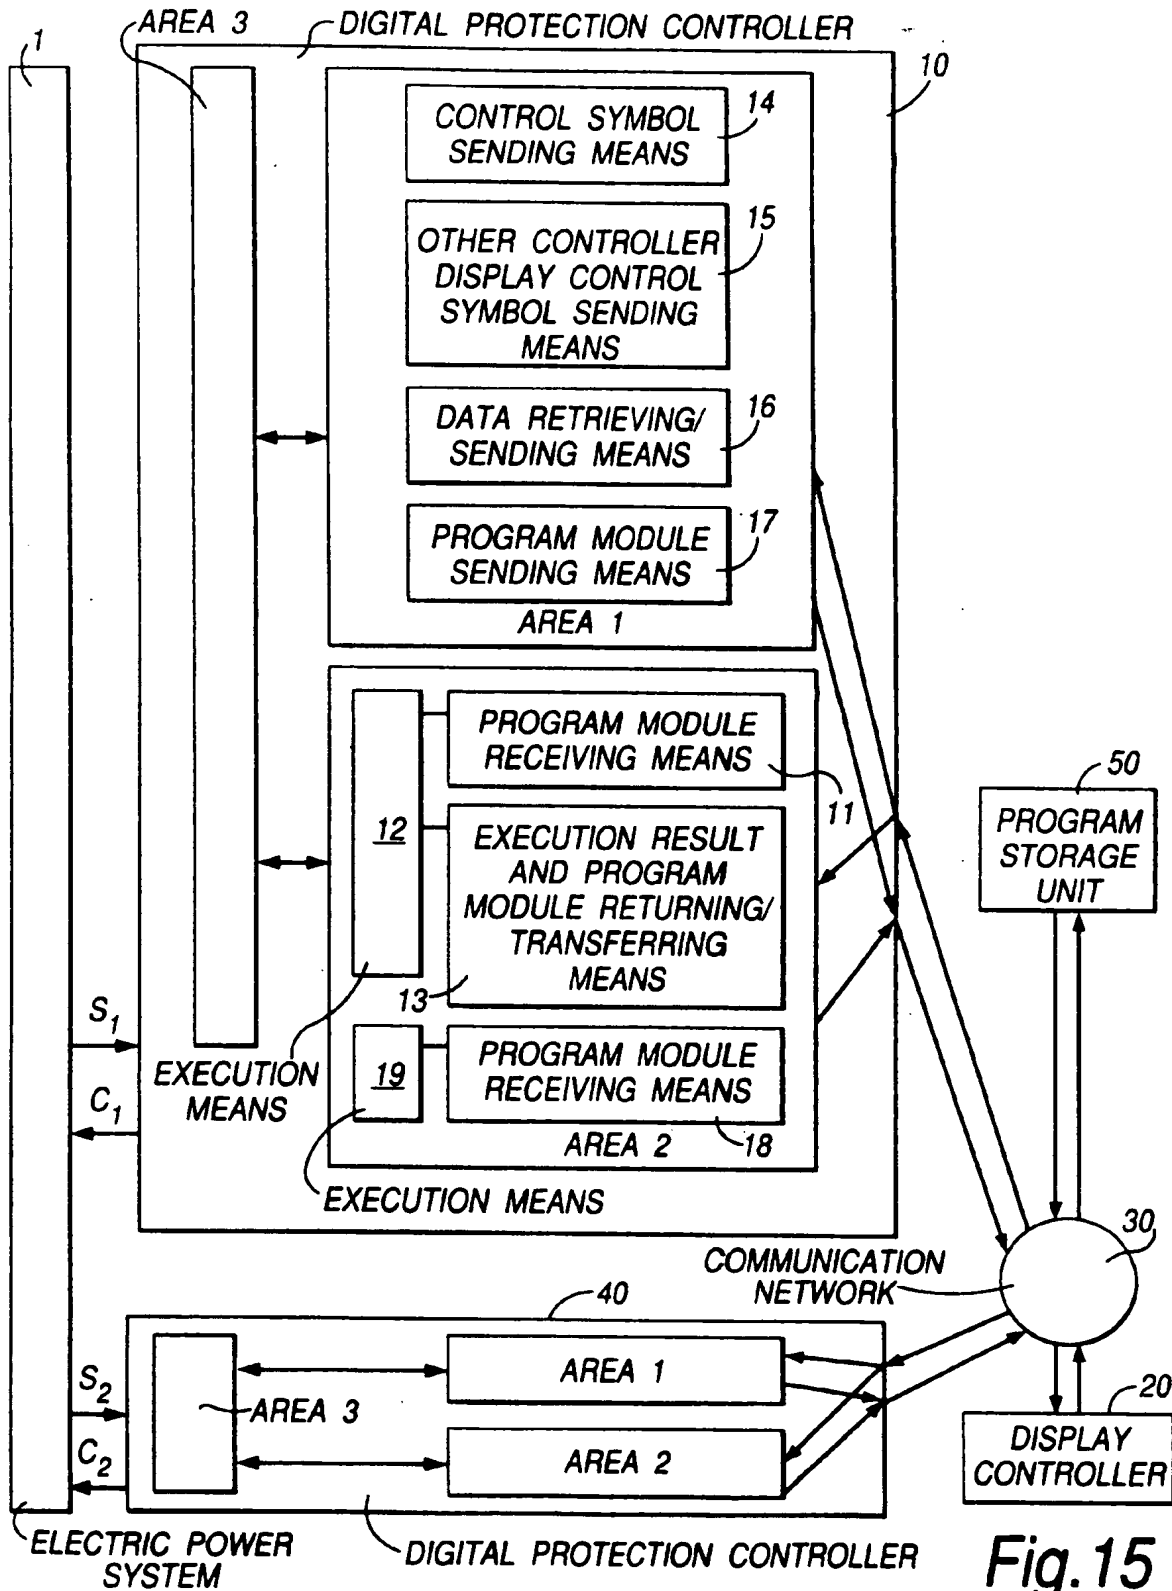 AREA 3
DIGITAL PROTECTION CONTROLLER
1
10
CONTROL SYMBOL
SENDING MEANS
14
OTHER CONTROLLER
DISPLAY CONTROL
SYMBOL SENDING
MEANS
15
DATA RETRIEVING/
SENDING MEANS
16
PROGRAM MODULE
SENDING MEANS
17
AREA 1
12
PROGRAM MODULE
RECEIVING MEANS
11
EXECUTION RESULT
AND PROGRAM
MODULE RETURNING/
TRANSFERRING
MEANS
13
EXECUTION
MEANS
19
PROGRAM MODULE
RECEIVING MEANS
18
AREA 2
EXECUTION MEANS
S1
C1
50
PROGRAM
STORAGE
UNIT
30
COMMUNICATION
NETWORK
40
AREA 1
AREA 3
AREA 2
S2
C2
20
DISPLAY
CONTROLLER
ELECTRIC POWER
SYSTEM
DIGITAL PROTECTION CONTROLLER
Fig.15